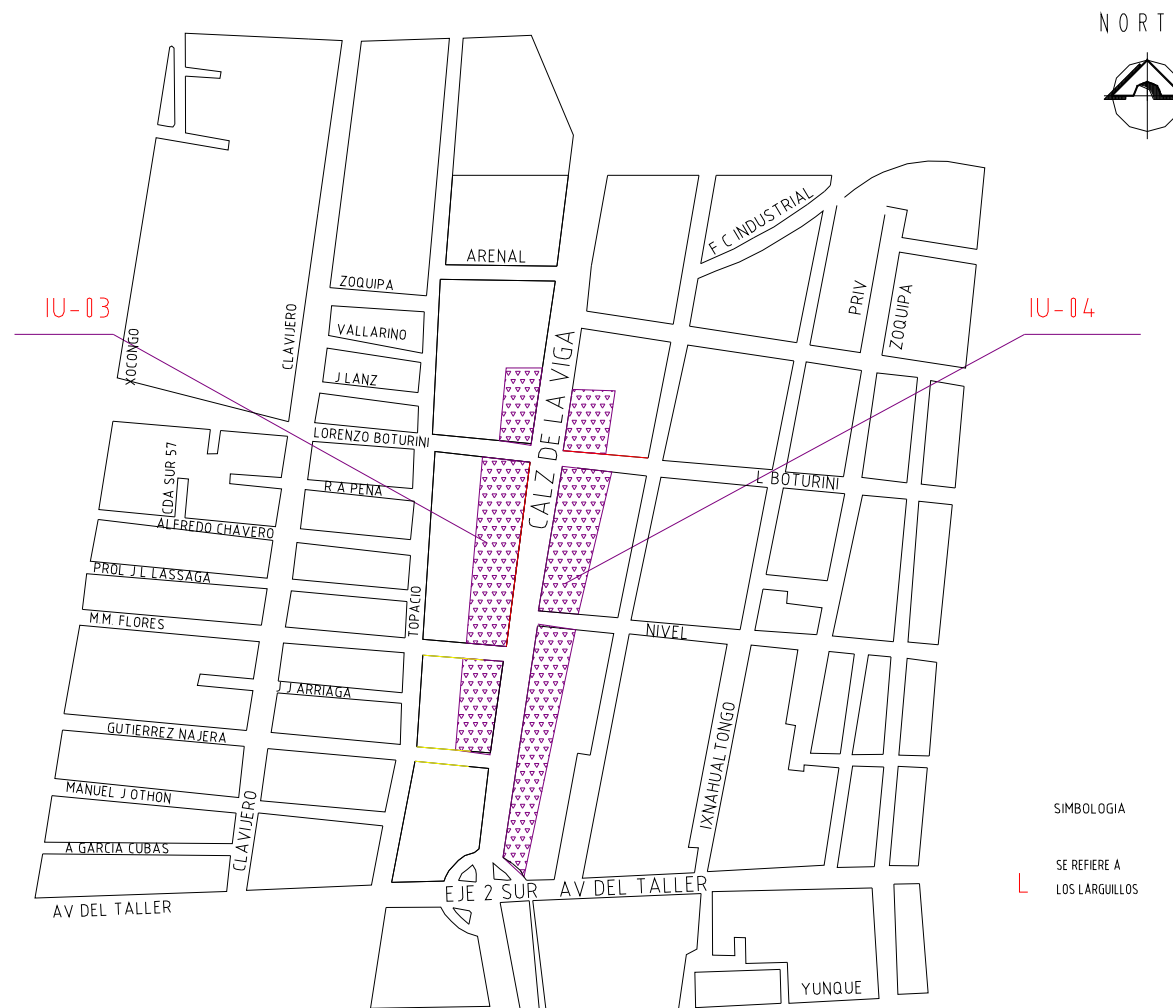 NORT
F C INDUSTRIAL
ARENAL
ZOQUIPA
PRIV
ZOQUIPA
IU-03
IU-04
CLAVIJERO
VALLARINO
XOCONGO
J LANZ
CALZ DE LA VIGA
LORENZO BOTURINI
L BOTURINI
CDA SUR 57
R A PENA
ALFREDO CHAVERO
PROL J L LASSAGA
TOPACIO
M.M. FLORES
NIVEL
J J ARRIAGA
GUTIERREZ NAJERA
IXNAHUALTONGO
MANUEL J OTHON
CLAVIJERO
SIMBOLOGIA
A GARCIA CUBAS
SE REFIERE A
L LOS LARGUILLOS
EJE 2 SUR AV DEL TALLER
AV DEL TALLER
YUNQUE